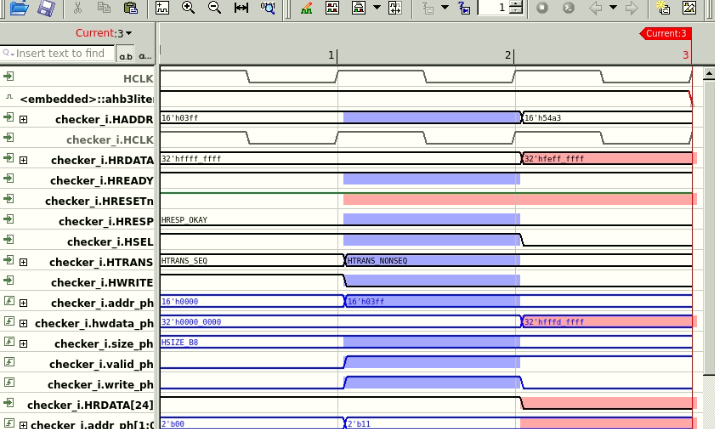 1
Current:3
Current:3
Insert text to find
a.b
a...
1
2
3
HCLK
<embedded>::ahb3lite
checker_i.HADDR
16'h03ff
16'h54a3
checker_i.HCLK
checker_i.HRDATA
32'hffff_ffff
32'hfeff_ffff
checker_i.HREADY
checker_i.HRESETn
checker_i.HRESP
HRESP_OKAY
checker_i.HSEL
checker_i.HTRANS
HTRANS_SEQ
HTRANS_NONSEQ
checker_i.HWRITE
checker_i.addr_ph
16'h0000
16'h03ff
checker_i.hwdata_ph
32'h0000_0000
32'hfffd_ffff
checker_i.size_ph
HSIZE_B8
checker_i.valid_ph
checker_i.write_ph
checker_i.HRDATA[24]
checker_i.addr_ph[1:0
2'b00
2'b11